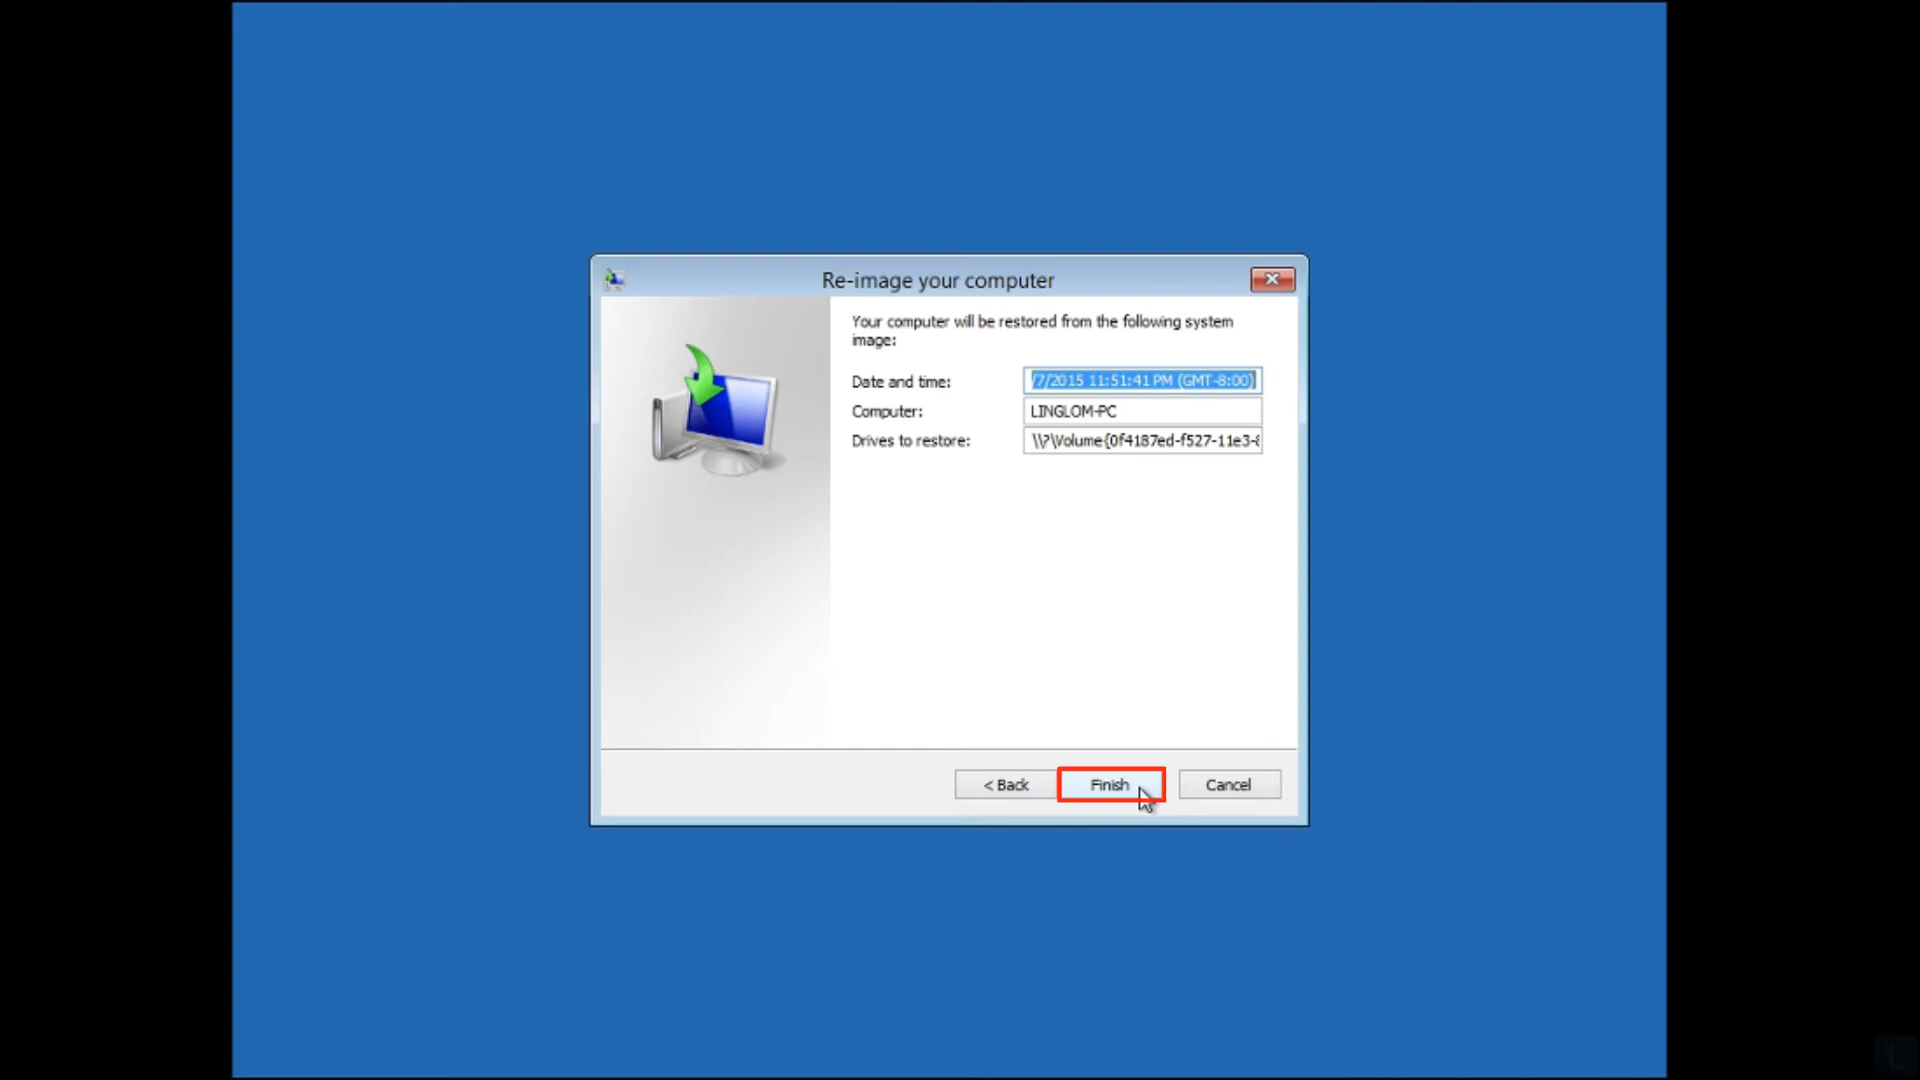 Re-image your computer
Your computer will be restored from the following system
image:
Date and time: /7/2015 11:51:41 PM (GMT-8:00)
Computer: LINGLOM-PC
Drives to restore: \\?\Volume{0f4187ed-f527-11e3-8
< Back Finish Cancel